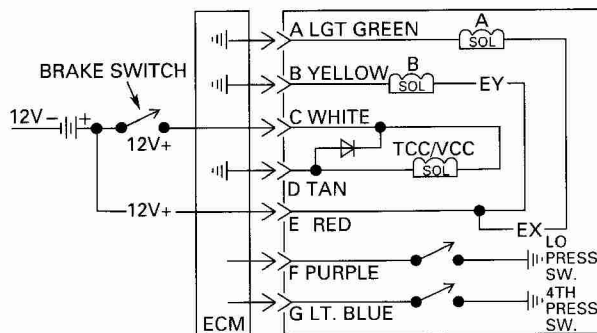 A LGT GREEN
A
SOL
BRAKE SWITCH
B YELLOW
B
SOL
EY
12V-
+
12V+
C WHITE
TCC/VCC
SOL
D TAN
12V+
E RED
EX
LO
PRESS
SW.
F PURPLE
4TH
PRESS
SW.
G LT. BLUE
ECM